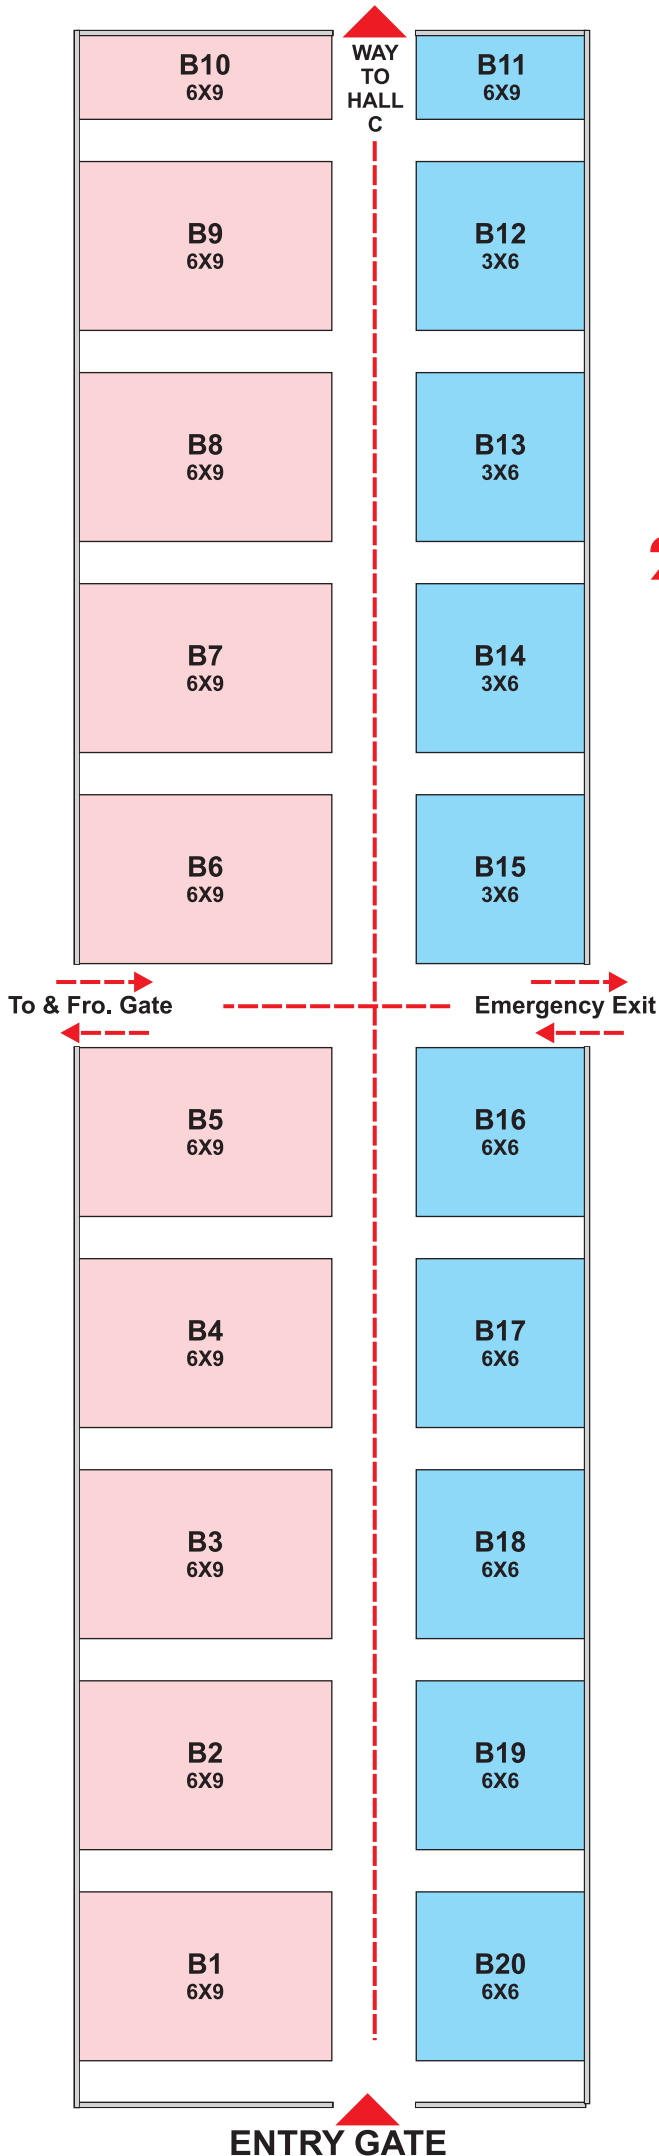 WAY
TO
HALL
C
B10
6X9
B11
6X9
B9
6X9
B12
3X6
B8
6X9
B13
3X6
B7
6X9
B14
3X6
B6
6X9
B15
3X6
To & Fro. Gate
Emergency Exit
B5
6X9
B16
6X6
B4
6X9
B17
6X6
B3
6X9
B18
6X6
B2
6X9
B19
6X6
B1
6X9
B20
6X6
ENTRY GATE